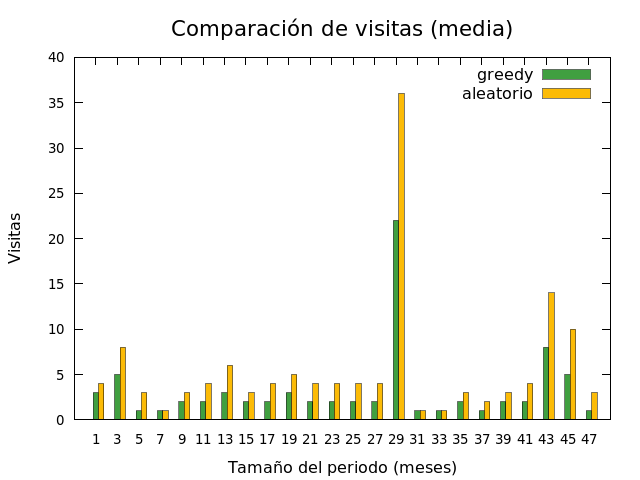 Comparación de visitas (media)
greedy
aleatorio
40
35
30
25
20
15
10
5
0
Visitas
1 3 5 7 9 11 13 15 17 19 21 23 25 27 29 31 33 35 37 39 41 43 45 47
Tamaño del periodo (meses)